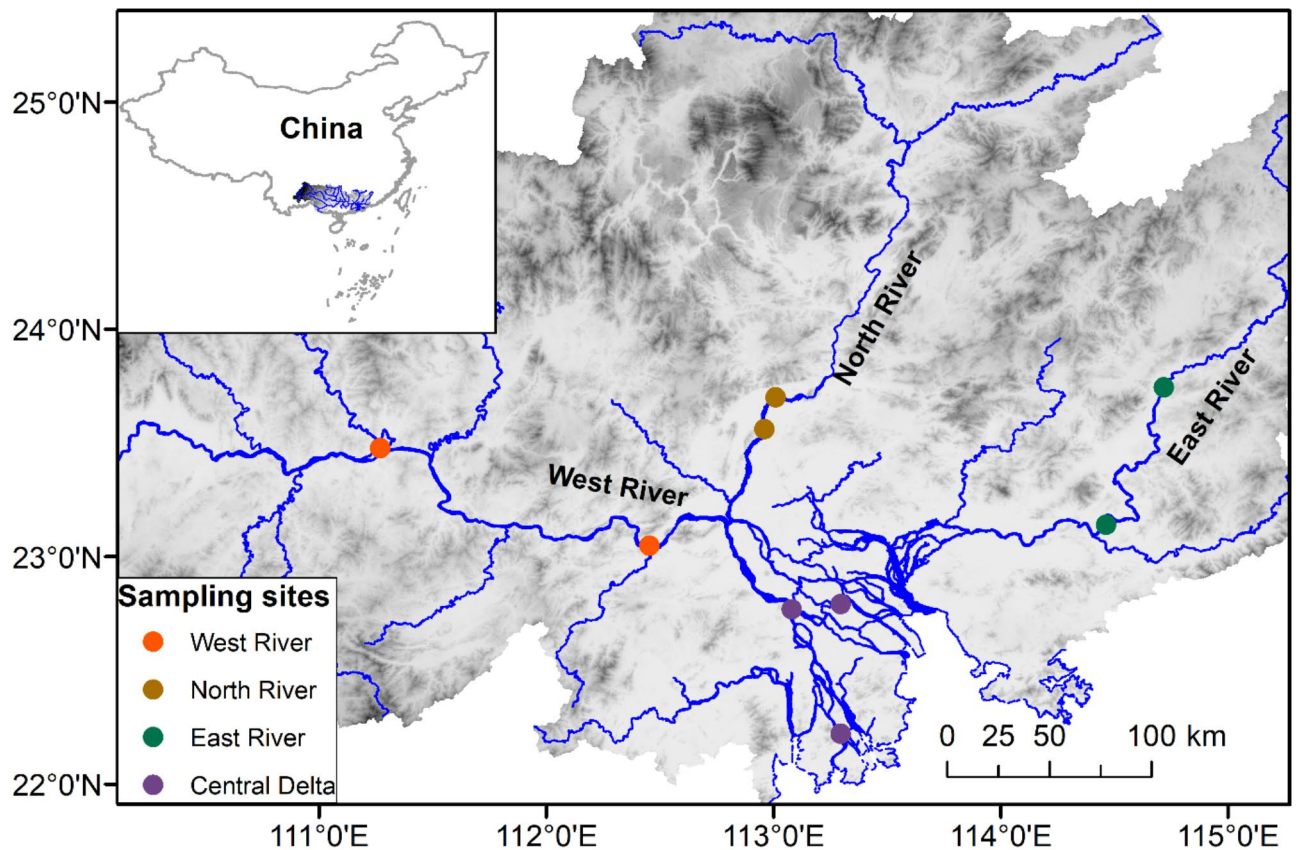 China
25°0'N
24°0'N
23°0'N
22°0'N
North River
East River
West River
Sampling sites
West River
North River
East River
Central Delta
0 25 50 100 km
111°0'E 112°0'E 113°0'E 114°0'E 115°0'E